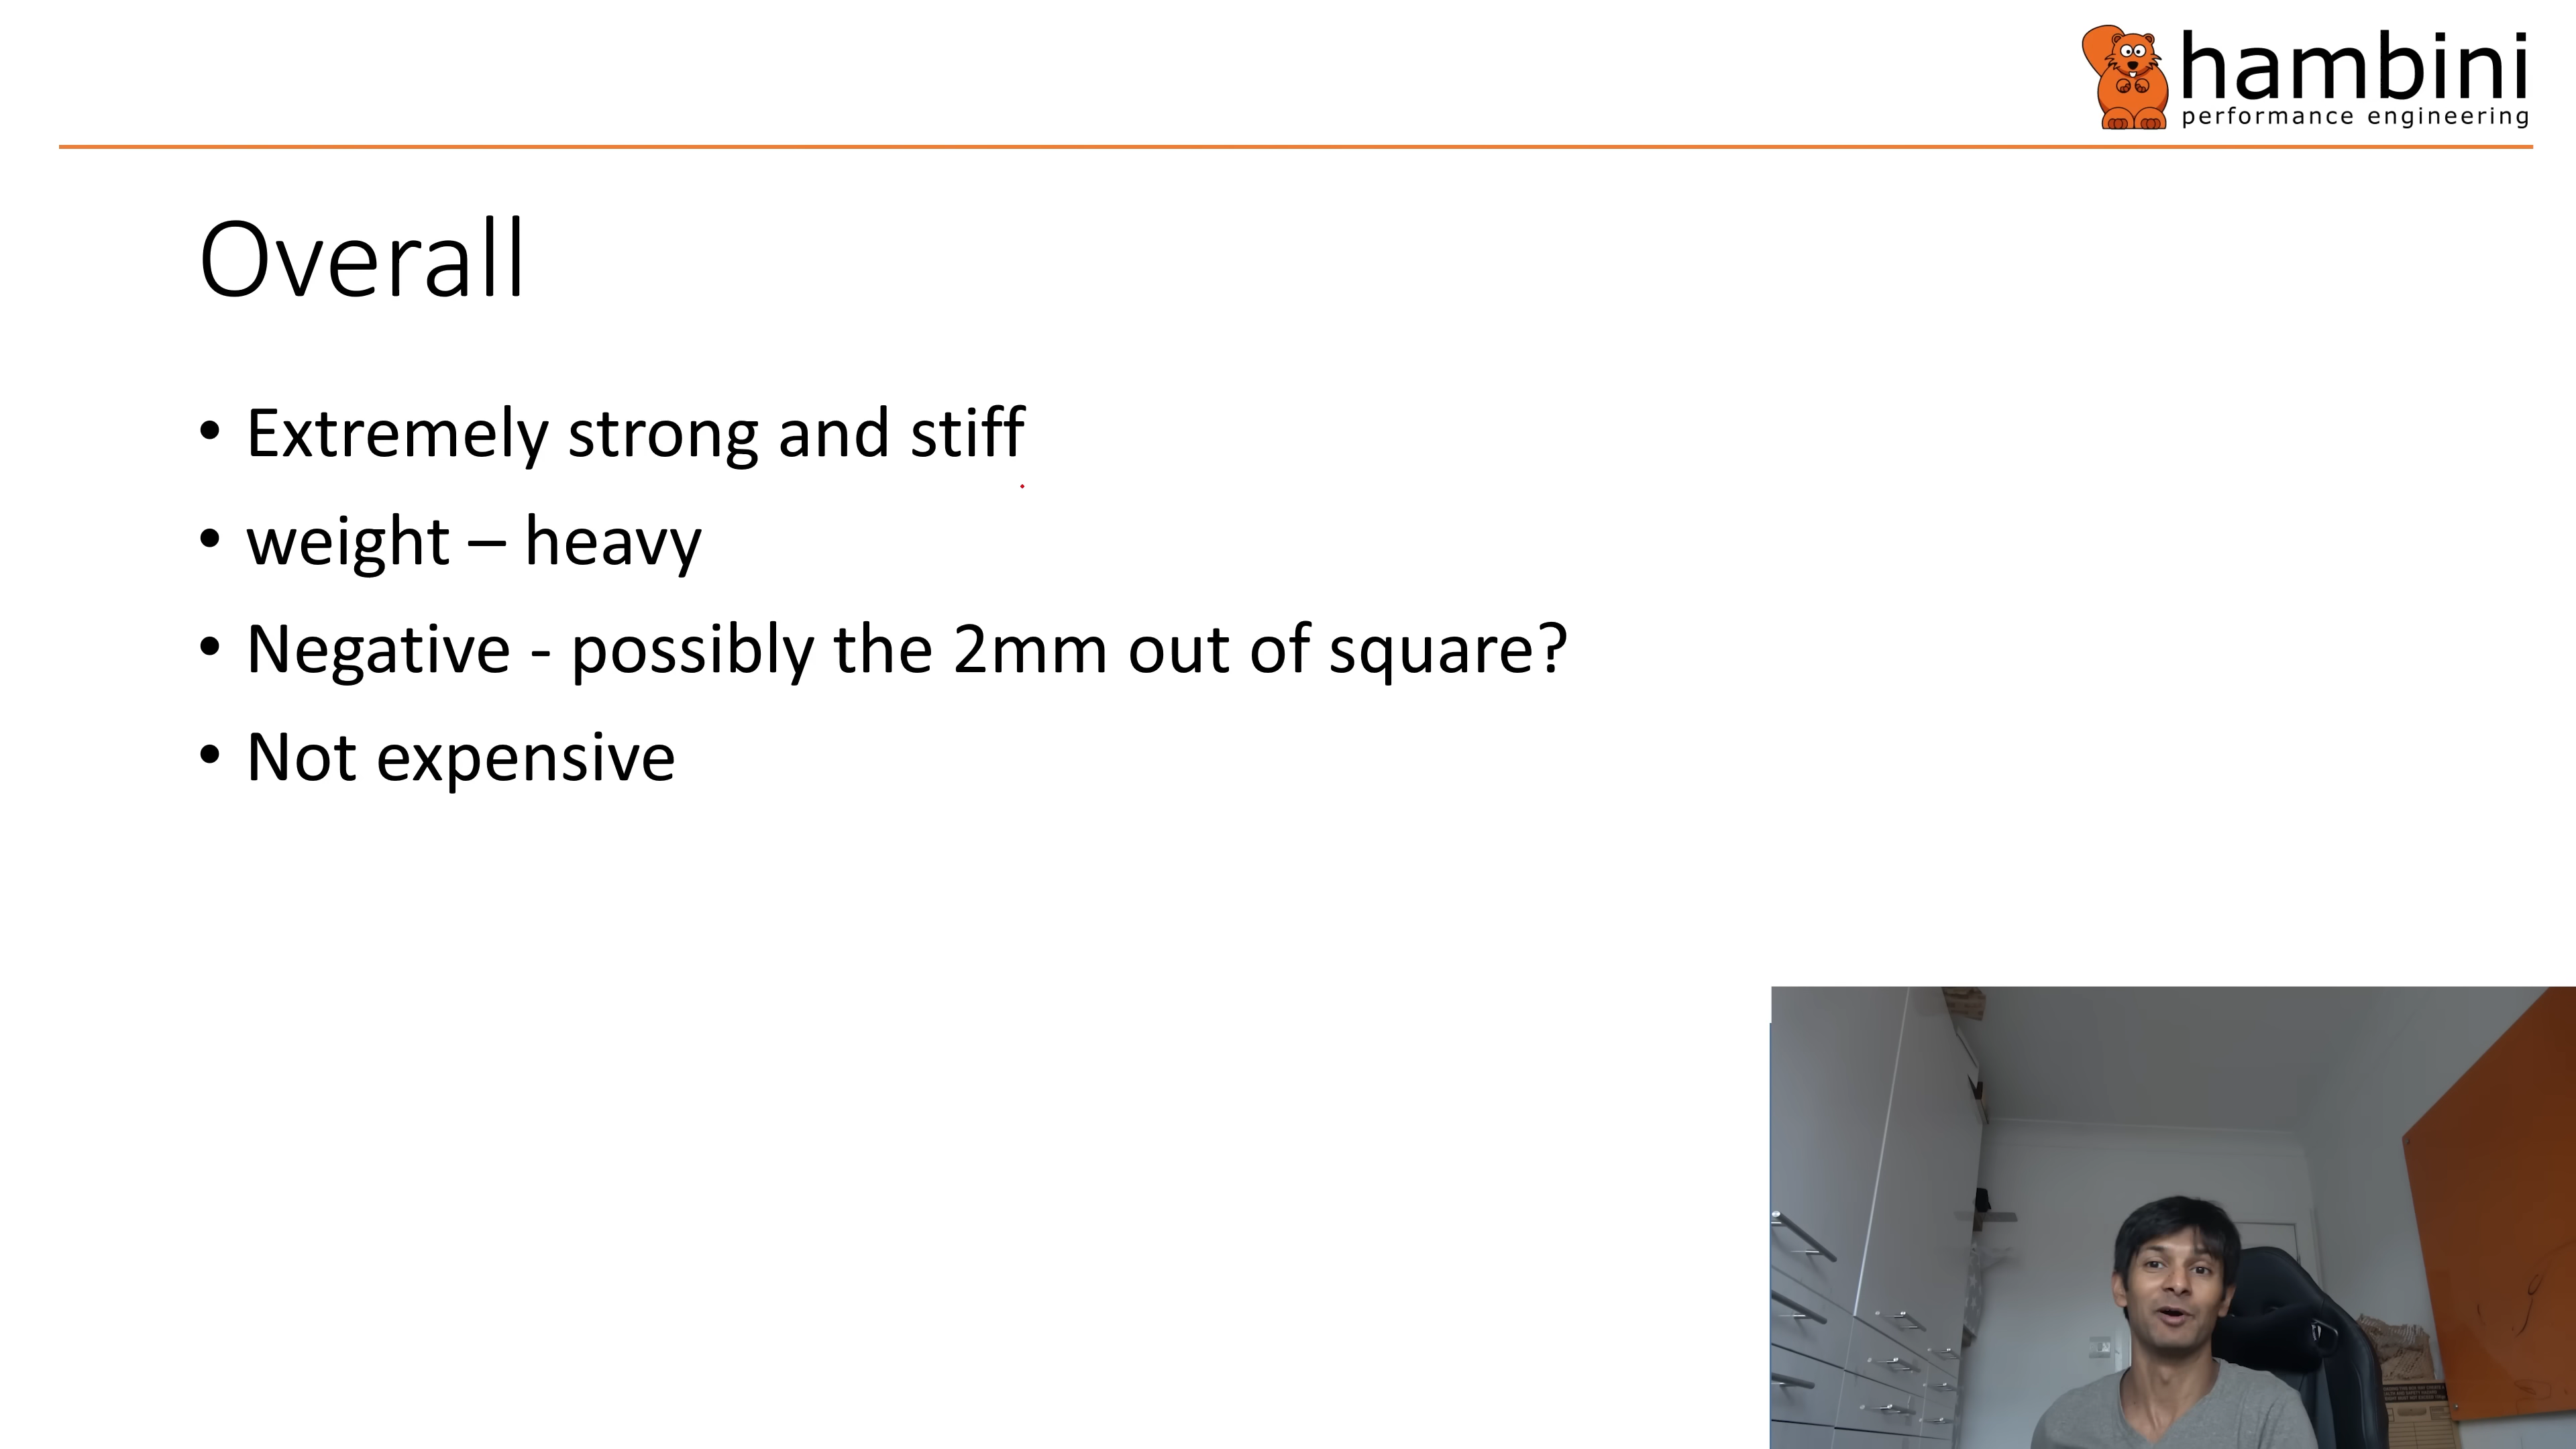 hambini
performance engineering
Overall
• Extremely strong and stiff
• weight – heavy
• Negative - possibly the 2mm out of square?
• Not expensive